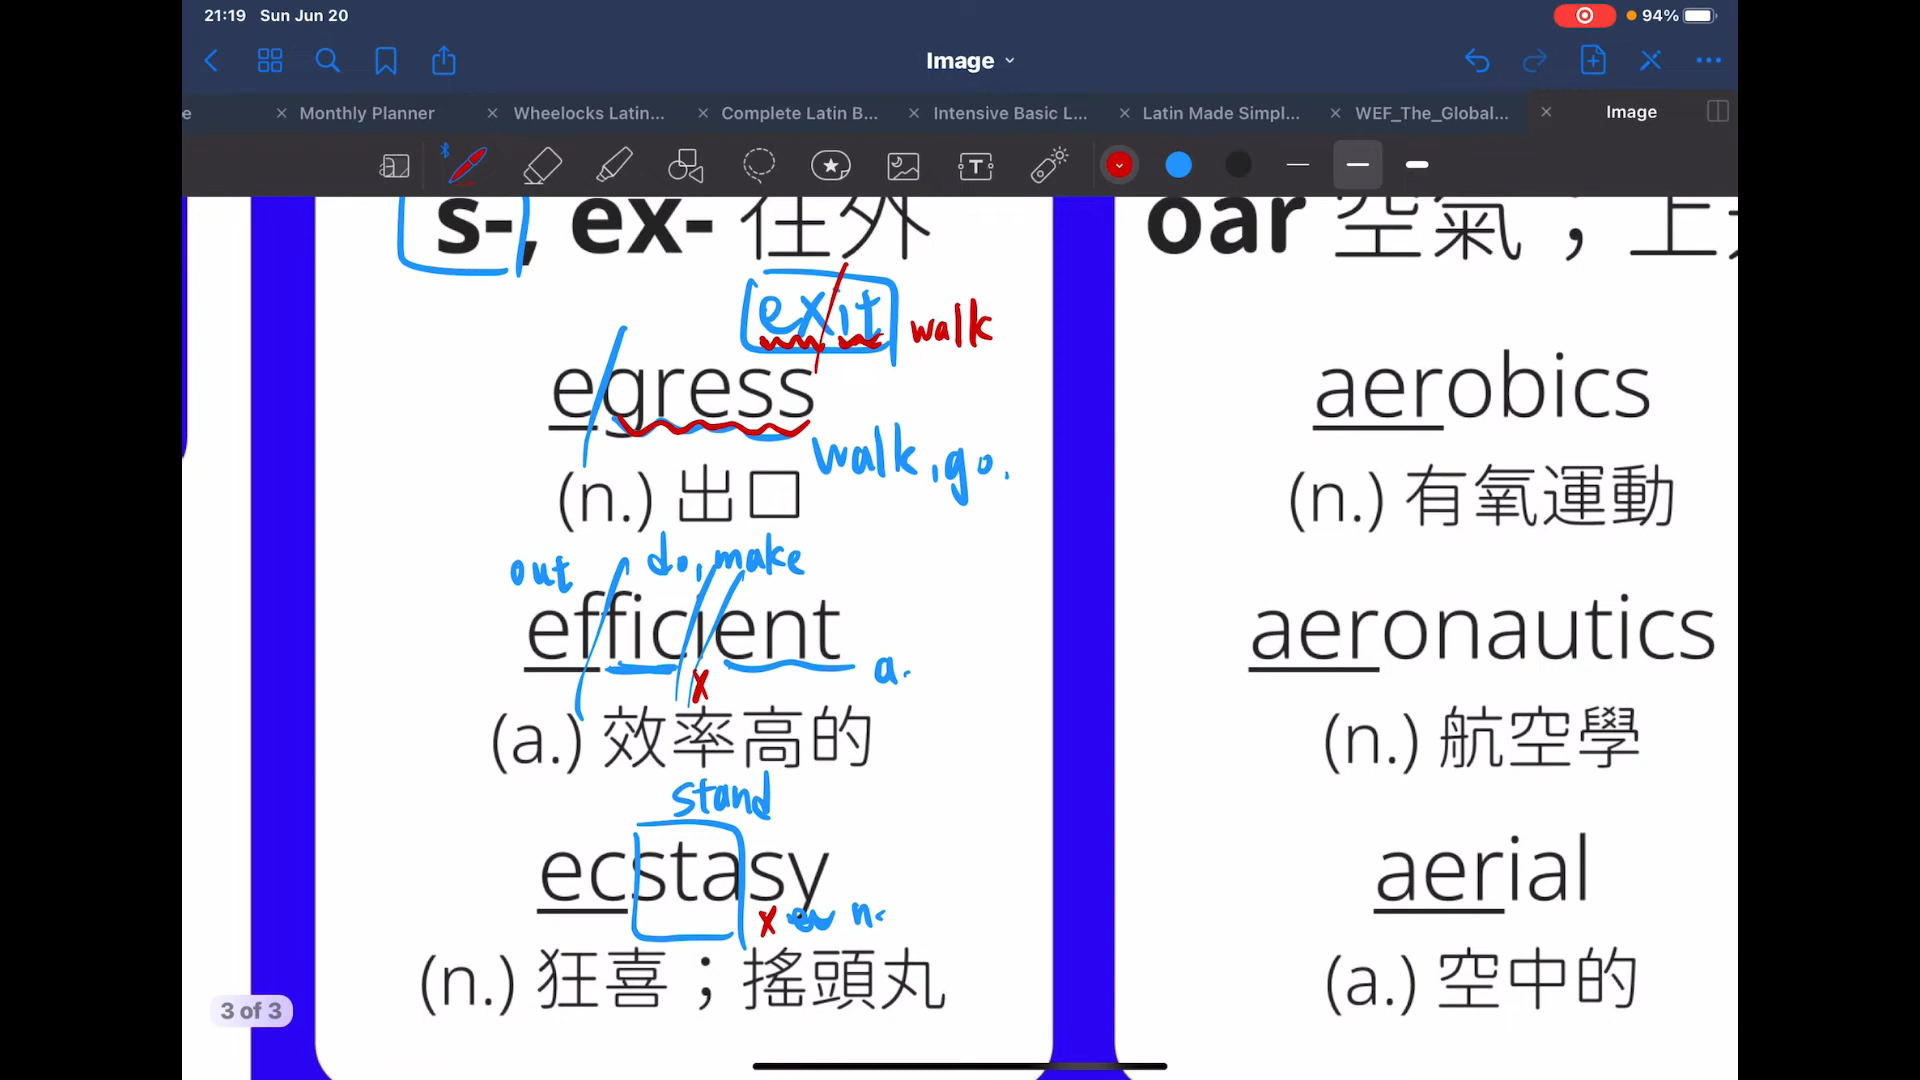 21:19 Sun Jun 20
94%
Image
e
Monthly Planner
Wheelocks Latin...
Complete Latin B...
Intensive Basic L...
Latin Made Simpl...
WEF_The_Global...
Image
s-, ex- 往外
exit walk
egress
walk, go.
(n.) 出口
out do, make
efficient
x a.
(a.) 效率高的
stand
ecstasy
x n.
(n.) 狂喜；搖頭丸
oar 空氣；上
aerobics
(n.) 有氧運動
aeronautics
(n.) 航空學
aerial
(a.) 空中的
3 of 3